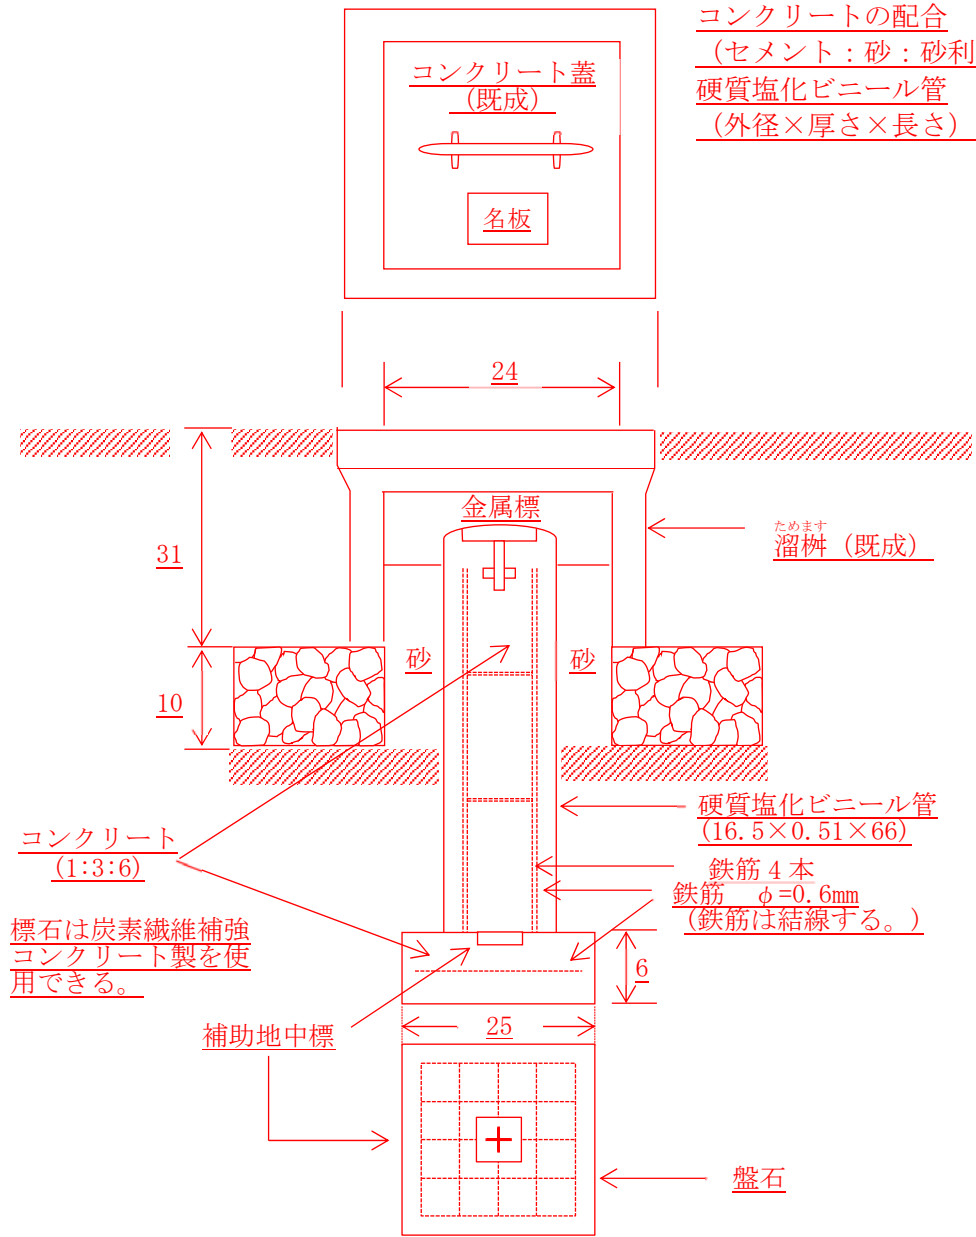 コンクリートの配合
（セメント：砂：砂利
硬質塩化ビニール管
（外径×厚さ×長さ）
コンクリート蓋
（既成）
名板
24
金属標
ためます
溜桝（既成）
31
砂
砂
10
硬質塩化ビニール管
(16.5×0.51×66)
コンクリート
(1:3:6)
鉄筋４本
鉄筋　φ=0.6mm
(鉄筋は結線する。)
標石は炭素繊維補強
コンクリート製を使
用できる。
6
25
補助地中標
盤石